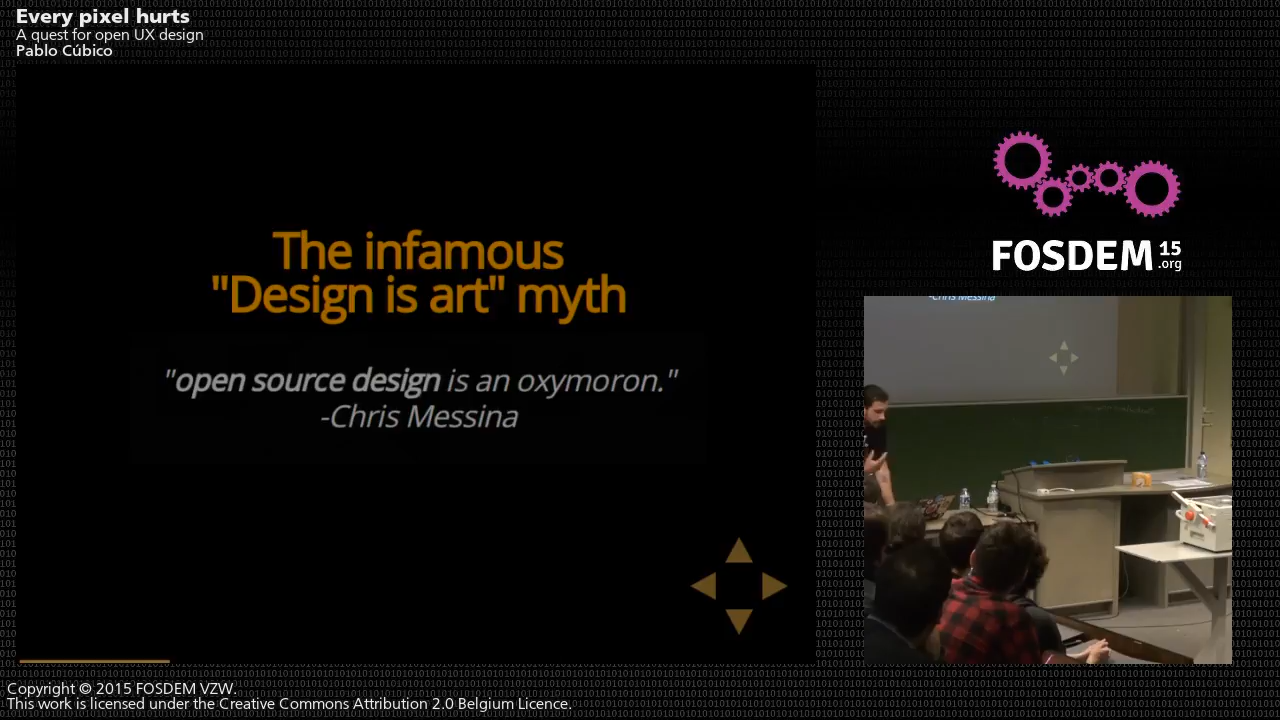 Every pixel hurts
A quest for open UX design
Pablo Cúbico
The infamous
"Design is art" myth
"open source design is an oxymoron."
-Chris Messina
FOSDEM 15
.org
-Chris Messina
Copyright © 2015 FOSDEM VZW.
This work is licensed under the Creative Commons Attribution 2.0 Belgium Licence.